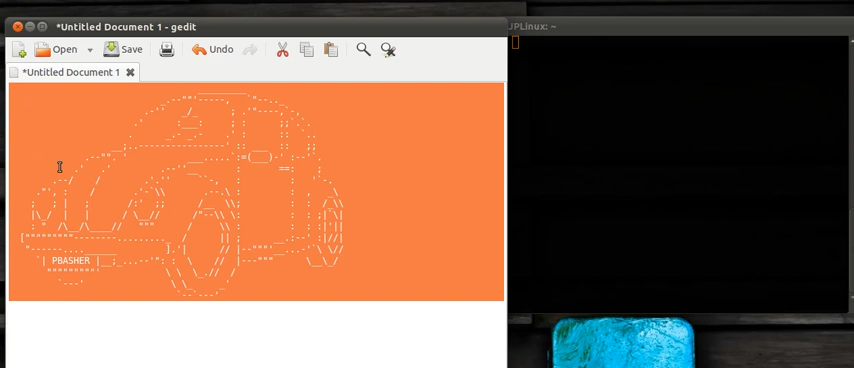 *Untitled Document 1 - gedit
JPLinux: ~
Open
Save
Undo
*Untitled Document 1
PBASHER